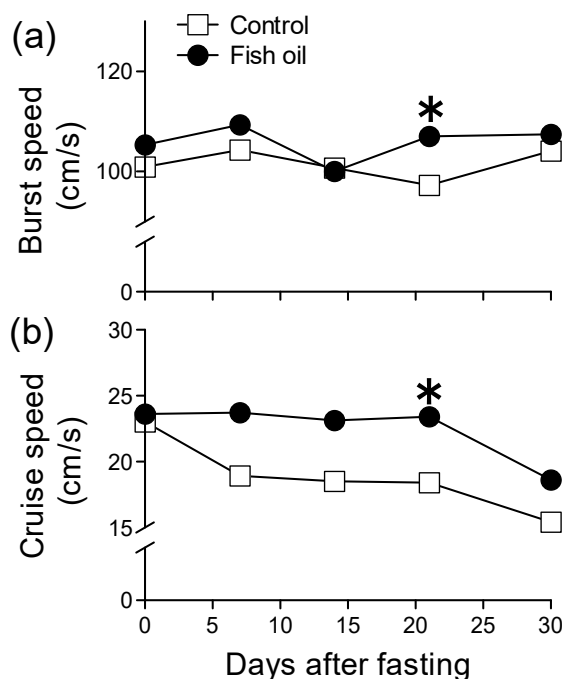 (a)
Control
Fish oil
120
*
100
0
Burst speed
(cm/s)
(b)
30
*
25
20
15
0
Cruise speed
(cm/s)
0 5 10 15 20 25 30
Days after fasting